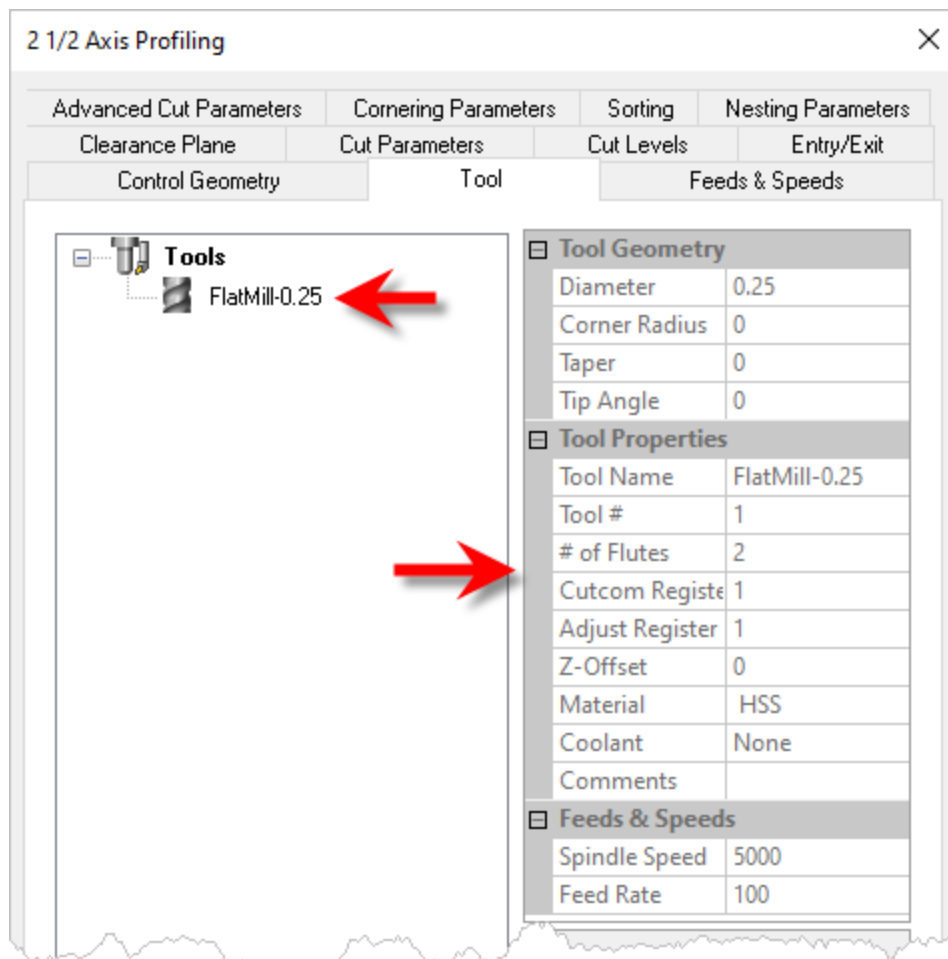 2 1/2 Axis Profiling
Advanced Cut Parameters Cornering Parameters Sorting Nesting Parameters
Clearance Plane Cut Parameters Cut Levels Entry/Exit
Control Geometry Tool Feeds & Speeds
Tools
FlatMill-0.25
Tool Geometry
Diameter 0.25
Corner Radius 0
Taper 0
Tip Angle 0
Tool Properties
Tool Name FlatMill-0.25
Tool # 1
# of Flutes 2
Cutcom Registe 1
Adjust Register 1
Z-Offset 0
Material HSS
Coolant None
Comments
Feeds & Speeds
Spindle Speed 5000
Feed Rate 100